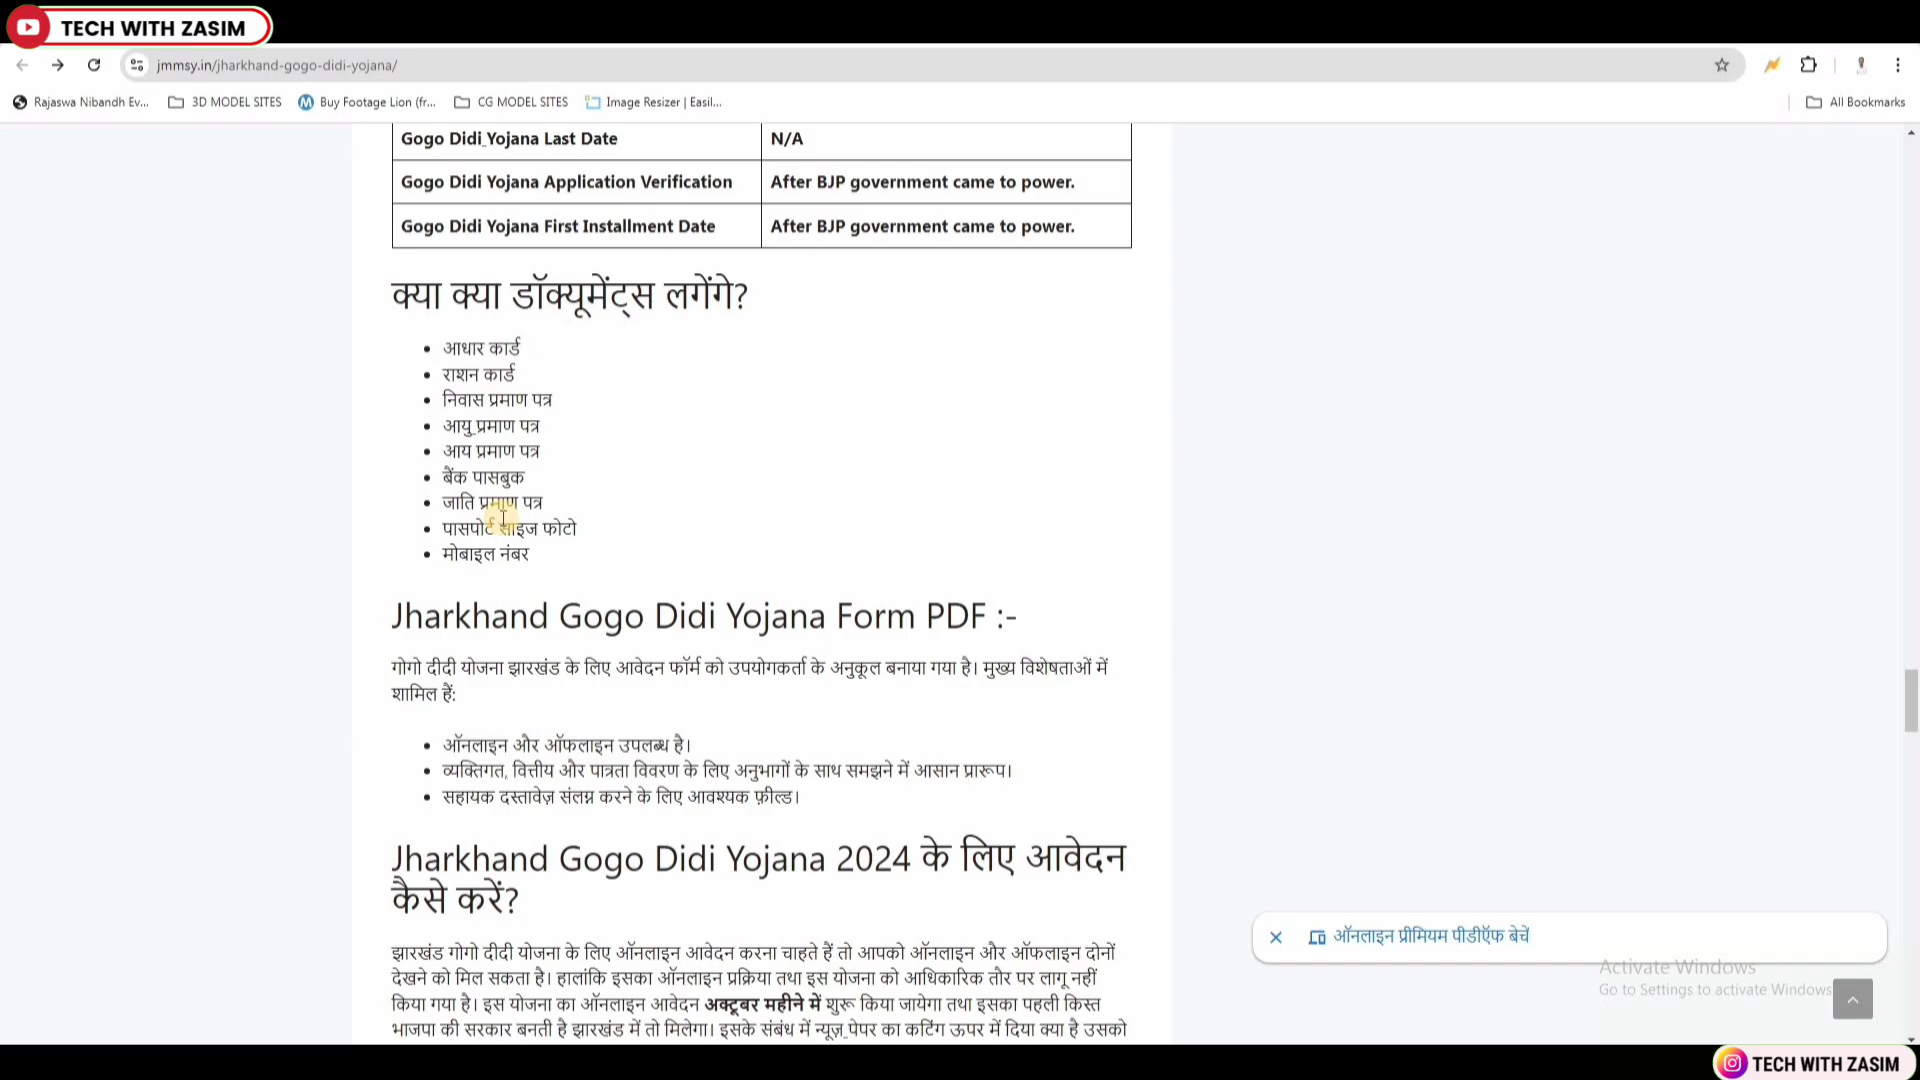 TECH WITH ZASIM
jmmsy.in/jharkhand-gogo-didi-yojana/
Rajaswa Nibandh Ev...
3D MODEL SITES
Buy Footage Lion (fr...
CG MODEL SITES
Image Resizer | Easil...
All Bookmarks
Gogo Didi Yojana Last Date
N/A
Gogo Didi Yojana Application Verification
After BJP government came to power.
Gogo Didi Yojana First Installment Date
After BJP government came to power.
क्या क्या डॉक्यूमेंट्स लगेंगे?
आधार कार्ड
राशन कार्ड
निवास प्रमाण पत्र
आयु प्रमाण पत्र
आय प्रमाण पत्र
बैंक पासबुक
जाति प्रमाण पत्र
पासपोर्ट साइज फोटो
मोबाइल नंबर
Jharkhand Gogo Didi Yojana Form PDF :-
गोगो दीदी योजना झारखंड के लिए आवेदन फॉर्म को उपयोगकर्ता के अनुकूल बनाया गया है। मुख्य विशेषताओं में
शामिल हैं:
ऑनलाइन और ऑफलाइन उपलब्ध है।
व्यक्तिगत, वित्तीय और पात्रता विवरण के लिए अनुभागों के साथ समझने में आसान प्रारूप।
सहायक दस्तावेज़ संलग्न करने के लिए आवश्यक फ़ील्ड।
Jharkhand Gogo Didi Yojana 2024 के लिए आवेदन
कैसे करें?
झारखंड गोगो दीदी योजना के लिए ऑनलाइन आवेदन करना चाहते हैं तो आपको ऑनलाइन और ऑफलाइन दोनों
देखने को मिल सकता है। हालांकि इसका ऑनलाइन प्रक्रिया तथा इस योजना को आधिकारिक तौर पर लागू नहीं
किया गया है। इस योजना का ऑनलाइन आवेदन अक्टूबर महीने में शुरू किया जायेगा तथा इसका पहली किस्त
भाजपा की सरकार बनती है झारखंड में तो मिलेगा। इसके संबंध में न्यूज़ पेपर का कटिंग ऊपर में दिया क्या है उसको
ऑनलाइन प्रीमियम पीडीऍफ़ बेचें
Activate Windows
Go to Settings to activate Windows
TECH WITH ZASIM